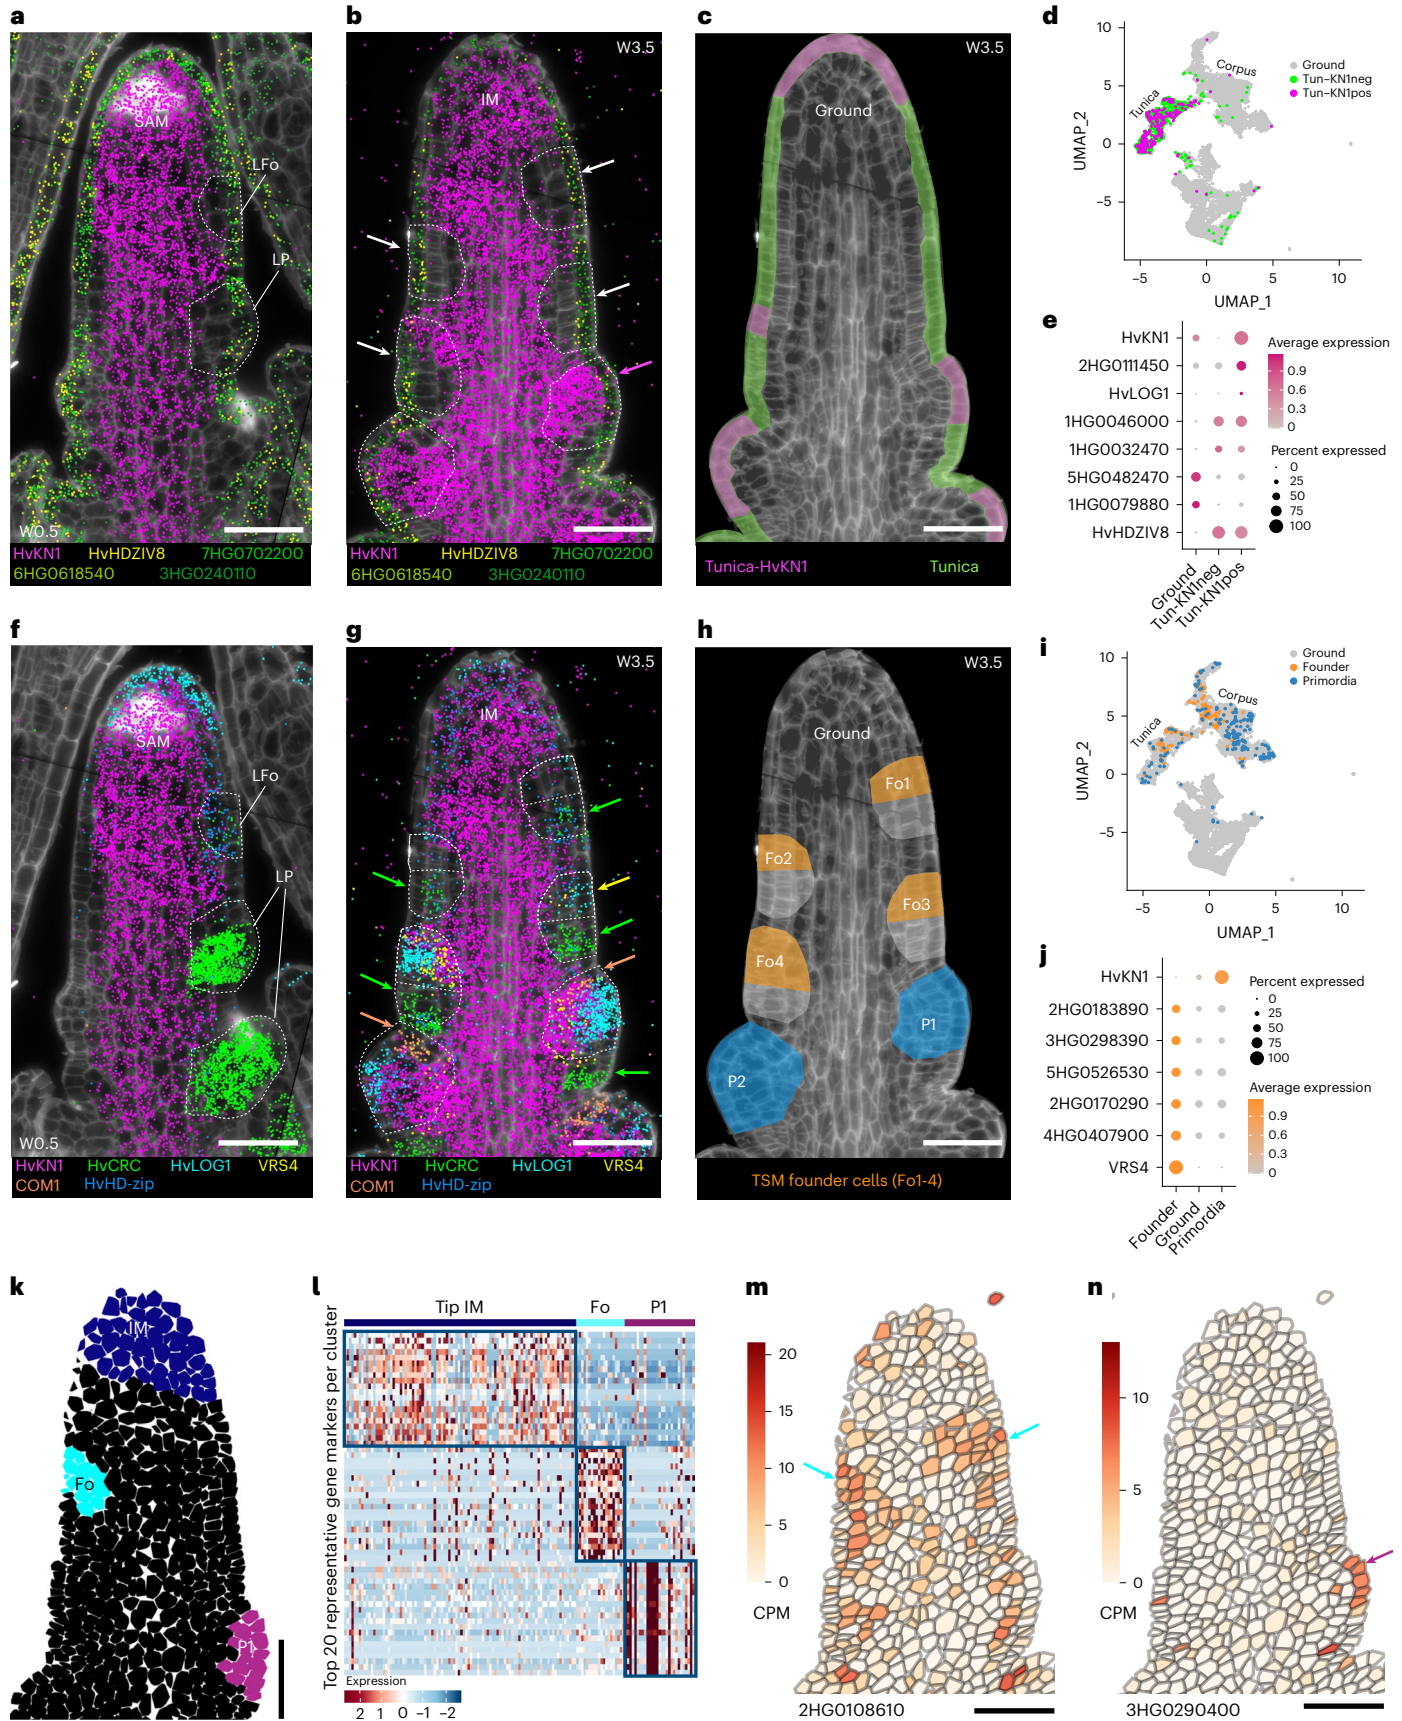 a
SAM
LFo
LP
W0.5
HvKN1 HvHDZIV8 7HG0702200
6HG0618540 3HG0240110
b
W3.5
IM
HvKN1 HvHDZIV8 7HG0702200
6HG0618540 3HG0240110
c
W3.5
Ground
Tunica-HvKN1 Tunica
d
10
5
0
−5
UMAP_2
Corpus
Tunica
Ground
Tun–KN1neg
Tun–KN1pos
−5 0 5 10
UMAP_1
e
HvKN1
2HG0111450
HvLOG1
1HG0046000
1HG0032470
5HG0482470
1HG0079880
HvHDZIV8
Ground
Tun-KN1neg
Tun-KN1pos
Average expression
0.9
0.6
0.3
0
Percent expressed
0
25
50
75
100
f
SAM
LFo
LP
W0.5
HvKN1 HvCRC HvLOG1 VRS4
COM1 HvHD-zip
g
W3.5
IM
HvKN1 HvCRC HvLOG1 VRS4
COM1 HvHD-zip
h
W3.5
Ground
Fo1
Fo2
Fo3
Fo4
P1
P2
TSM founder cells (Fo1-4)
i
10
5
0
−5
UMAP_2
Corpus
Tunica
Ground
Founder
Primordia
−5 0 5 10
UMAP_1
j
HvKN1
2HG0183890
3HG0298390
5HG0526530
2HG0170290
4HG0407900
VRS4
Founder
Ground
Primordia
Percent expressed
0
25
50
75
100
Average expression
0.9
0.6
0.3
0
k
IM
Fo
P1
l
Top 20 representative gene markers per cluster
Tip IM Fo P1
Expression
2 1 0 −1 −2
m
20
15
10
5
0
CPM
2HG0108610
n
10
5
0
CPM
3HG0290400